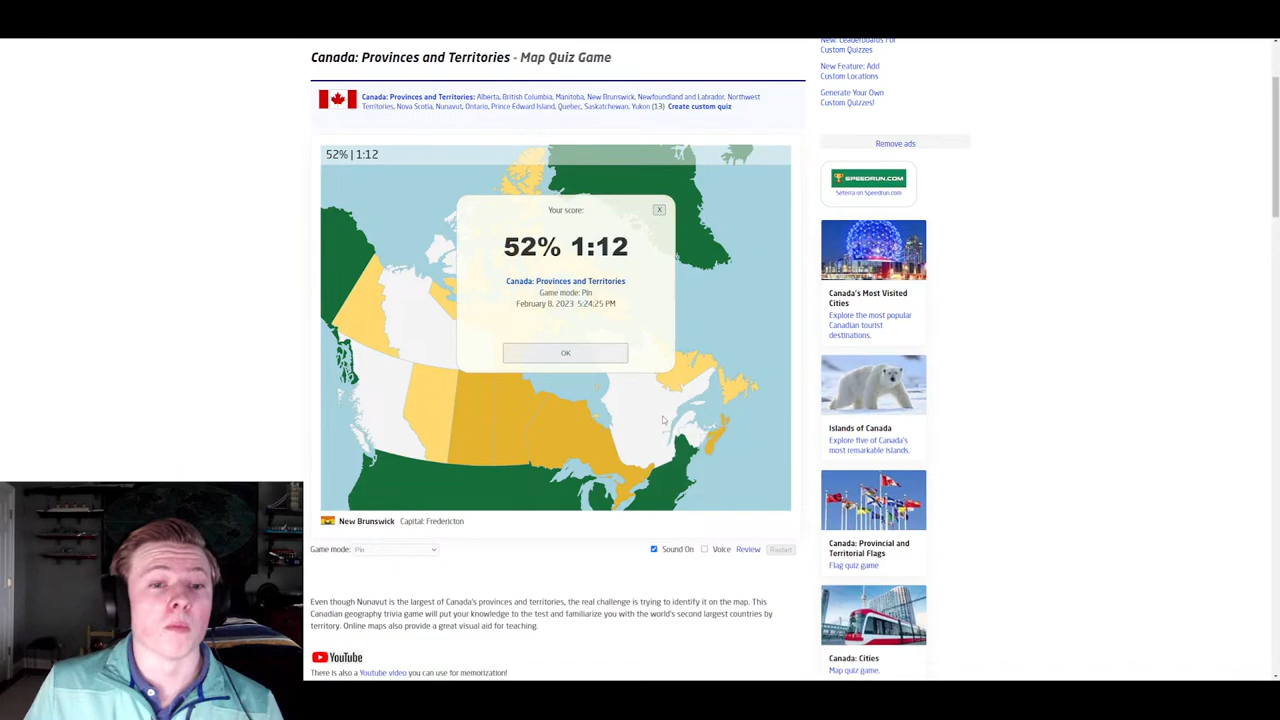 Canada: Provinces and Territories - Map Quiz Game
Canada: Provinces and Territories: Alberta, British Columbia, Manitoba, New Brunswick, Newfoundland and Labrador, Northwest
Territories, Nova Scotia, Nunavut, Ontario, Prince Edward Island, Quebec, Saskatchewan, Yukon (13) Create custom quiz
52% | 1:12
Your score:
X
52% 1:12
Canada: Provinces and Territories
Game mode: Pin
February 8, 2023 5:24:25 PM
OK
New Brunswick Capital: Fredericton
Game mode: Pin
Sound On
Voice
Review
Restart
Even though Nunavut is the largest of Canada's provinces and territories, the real challenge is trying to identify it on the map. This
Canadian geography trivia game will put your knowledge to the test and familiarize you with the world's second largest countries by
territory. Online maps also provide a great visual aid for teaching.
YouTube
There is also a Youtube video you can use for memorization!
New: Leaderboards For
Custom Quizzes
New Feature: Add
Custom Locations
Generate Your Own
Custom Quizzes!
Remove ads
SPEEDRUN.COM
Seterra on Speedrun.com
Canada's Most Visited
Cities
Explore the most popular
Canadian tourist
destinations.
Islands of Canada
Explore five of Canada's
most remarkable islands.
Canada: Provincial and
Territorial Flags
Flag quiz game
Canada: Cities
Map quiz game.